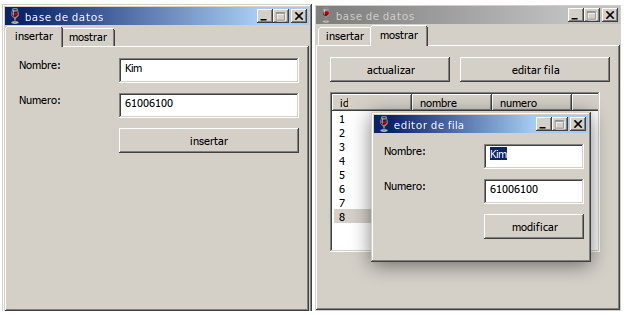 base de datos
insertar mostrar
Nombre: Kim
Numero: 61006100
insertar
base de datos
insertar mostrar
actualizar editar fila
id nombre numero
1
2
3
4
5
6
7
8
editor de fila
Nombre: Kim
Numero: 61006100
modificar